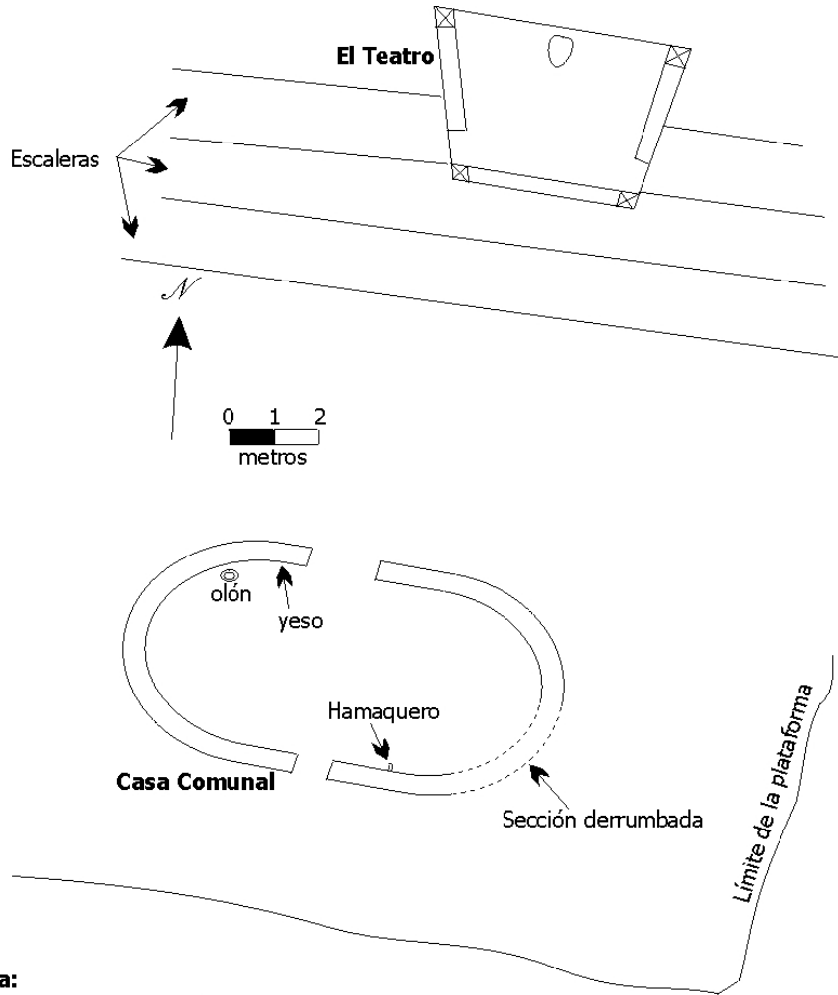 El Teatro
Escaleras
N
0 1 2
metros
olón
yeso
Hamaquero
Casa Comunal
Sección derrumbada
Límite de la plataforma
a: